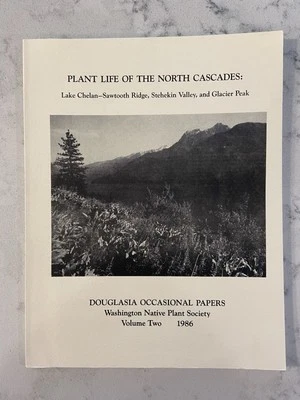 PLANT LIFE OF THE NORTH CASCADES:
Lake Chelan–Sawtooth Ridge, Stehekin Valley, and Glacier Peak
DOUGLASIA OCCASIONAL PAPERS
Washington Native Plant Society
Volume Two 1986